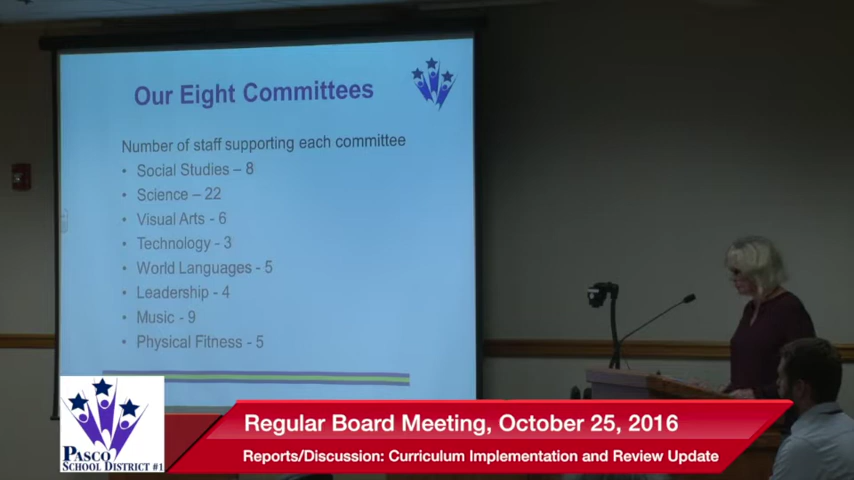 Our Eight Committees
Number of staff supporting each committee
• Social Studies – 8
• Science – 22
• Visual Arts - 6
• Technology - 3
• World Languages - 5
• Leadership - 4
• Music - 9
• Physical Fitness - 5
PASCO
SCHOOL DISTRICT #1
Regular Board Meeting, October 25, 2016
Reports/Discussion: Curriculum Implementation and Review Update